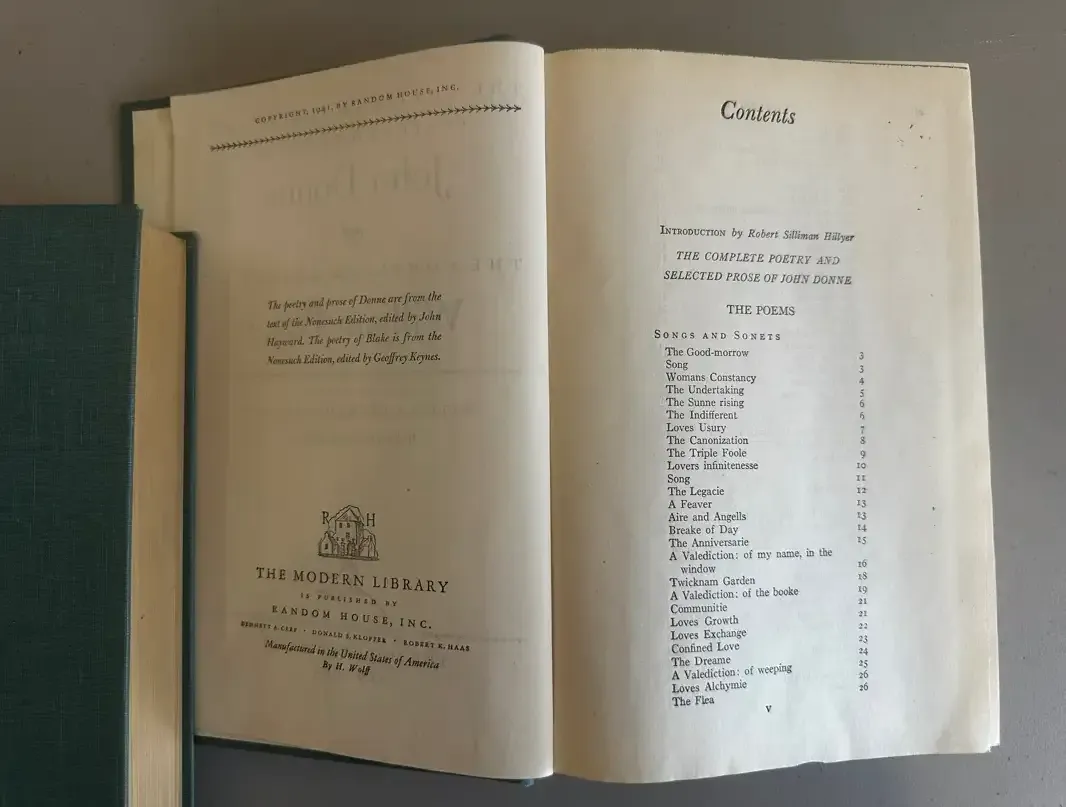 COPYRIGHT, 1941, BY RANDOM HOUSE, INC.
The poetry and prose of Donne are from the
text of the Nonesuch Edition, edited by John
Hayward. The poetry of Blake is from the
Nonesuch Edition, edited by Geoffrey Keynes.
R H
THE MODERN LIBRARY
IS PUBLISHED BY
RANDOM HOUSE, INC.
BENNETT A. CERF · DONALD S. KLOPFER · ROBERT K. HAAS
Manufactured in the United States of America
By H. Wolff
Contents
INTRODUCTION by Robert Silliman Hillyer
THE COMPLETE POETRY AND
SELECTED PROSE OF JOHN DONNE
THE POEMS
SONGS AND SONETS
The Good-morrow 3
Song 3
Womans Constancy 4
The Undertaking 5
The Sunne rising 6
The Indifferent 6
Loves Usury 7
The Canonization 8
The Triple Foole 9
Lovers infinitenesse 10
Song 11
The Legacie 12
A Feaver 13
Aire and Angells 13
Breake of Day 14
The Anniversarie 15
A Valediction: of my name, in the
window 16
Twicknam Garden 18
A Valediction: of the booke 19
Communitie 21
Loves Growth 21
Loves Exchange 22
Confined Love 23
The Dreame 24
A Valediction: of weeping 25
Loves Alchymie 26
The Flea 26
v